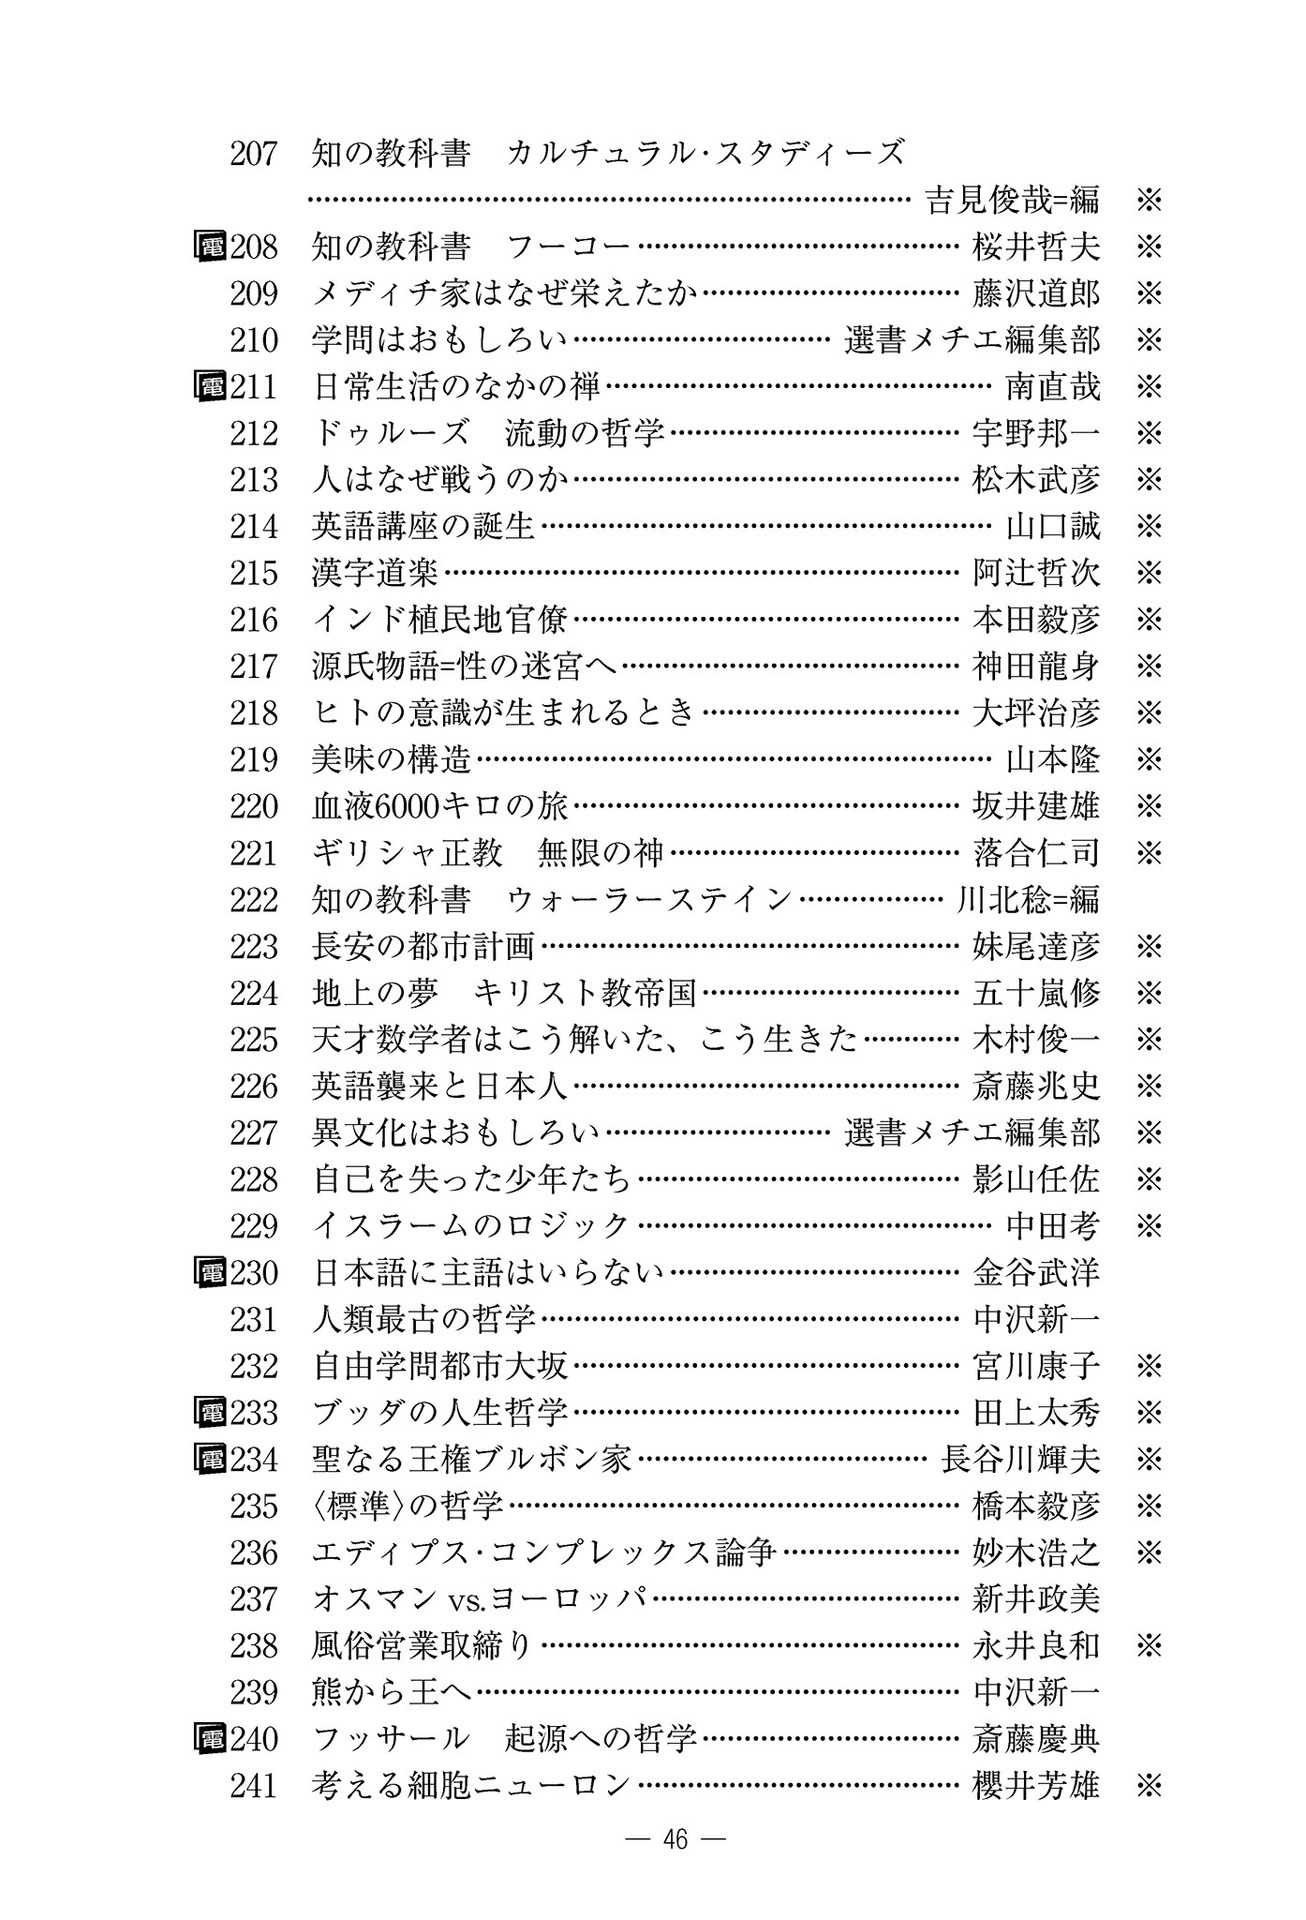 207 知の教科書　カルチュラル・スタディーズ
………………………………………………………… 吉見俊哉=編 ※
電208 知の教科書　フーコー………………………… 桜井哲夫 ※
209 メディチ家はなぜ栄えたか…………………… 藤沢道郎 ※
210 学問はおもしろい…………………… 選書メチエ編集部 ※
電211 日常生活のなかの禅……………………………… 南直哉 ※
212 ドゥルーズ　流動の哲学……………………… 宇野邦一 ※
213 人はなぜ戦うのか……………………………… 松木武彦 ※
214 英語講座の誕生…………………………………… 山口誠 ※
215 漢字道楽………………………………………… 阿辻哲次 ※
216 インド植民地官僚……………………………… 本田毅彦 ※
217 源氏物語=性の迷宮へ………………………… 神田龍身 ※
218 ヒトの意識が生まれるとき…………………… 大坪治彦 ※
219 美味の構造………………………………………… 山本隆 ※
220 血液6000キロの旅……………………………… 坂井建雄 ※
221 ギリシャ正教　無限の神……………………… 落合仁司 ※
222 知の教科書　ウォーラーステイン…………… 川北稔=編
223 長安の都市計画………………………………… 妹尾達彦 ※
224 地上の夢　キリスト教帝国…………………… 五十嵐修 ※
225 天才数学者はこう解いた、こう生きた……… 木村俊一 ※
226 英語襲来と日本人……………………………… 斎藤兆史 ※
227 異文化はおもしろい………………… 選書メチエ編集部 ※
228 自己を失った少年たち………………………… 影山任佐 ※
229 イスラームのロジック…………………………… 中田考 ※
電230 日本語に主語はいらない……………………… 金谷武洋
231 人類最古の哲学………………………………… 中沢新一
232 自由学問都市大坂……………………………… 宮川康子 ※
電233 ブッダの人生哲学……………………………… 田上太秀 ※
電234 聖なる王権ブルボン家……………………… 長谷川輝夫 ※
235 〈標準〉の哲学…………………………………… 橋本毅彦 ※
236 エディプス・コンプレックス論争…………… 妙木浩之 ※
237 オスマン vs.ヨーロッパ……………………… 新井政美
238 風俗営業取締り………………………………… 永井良和 ※
239 熊から王へ……………………………………… 中沢新一
電240 フッサール　起源への哲学…………………… 斎藤慶典
241 考える細胞ニューロン………………………… 櫻井芳雄 ※
— 46 —